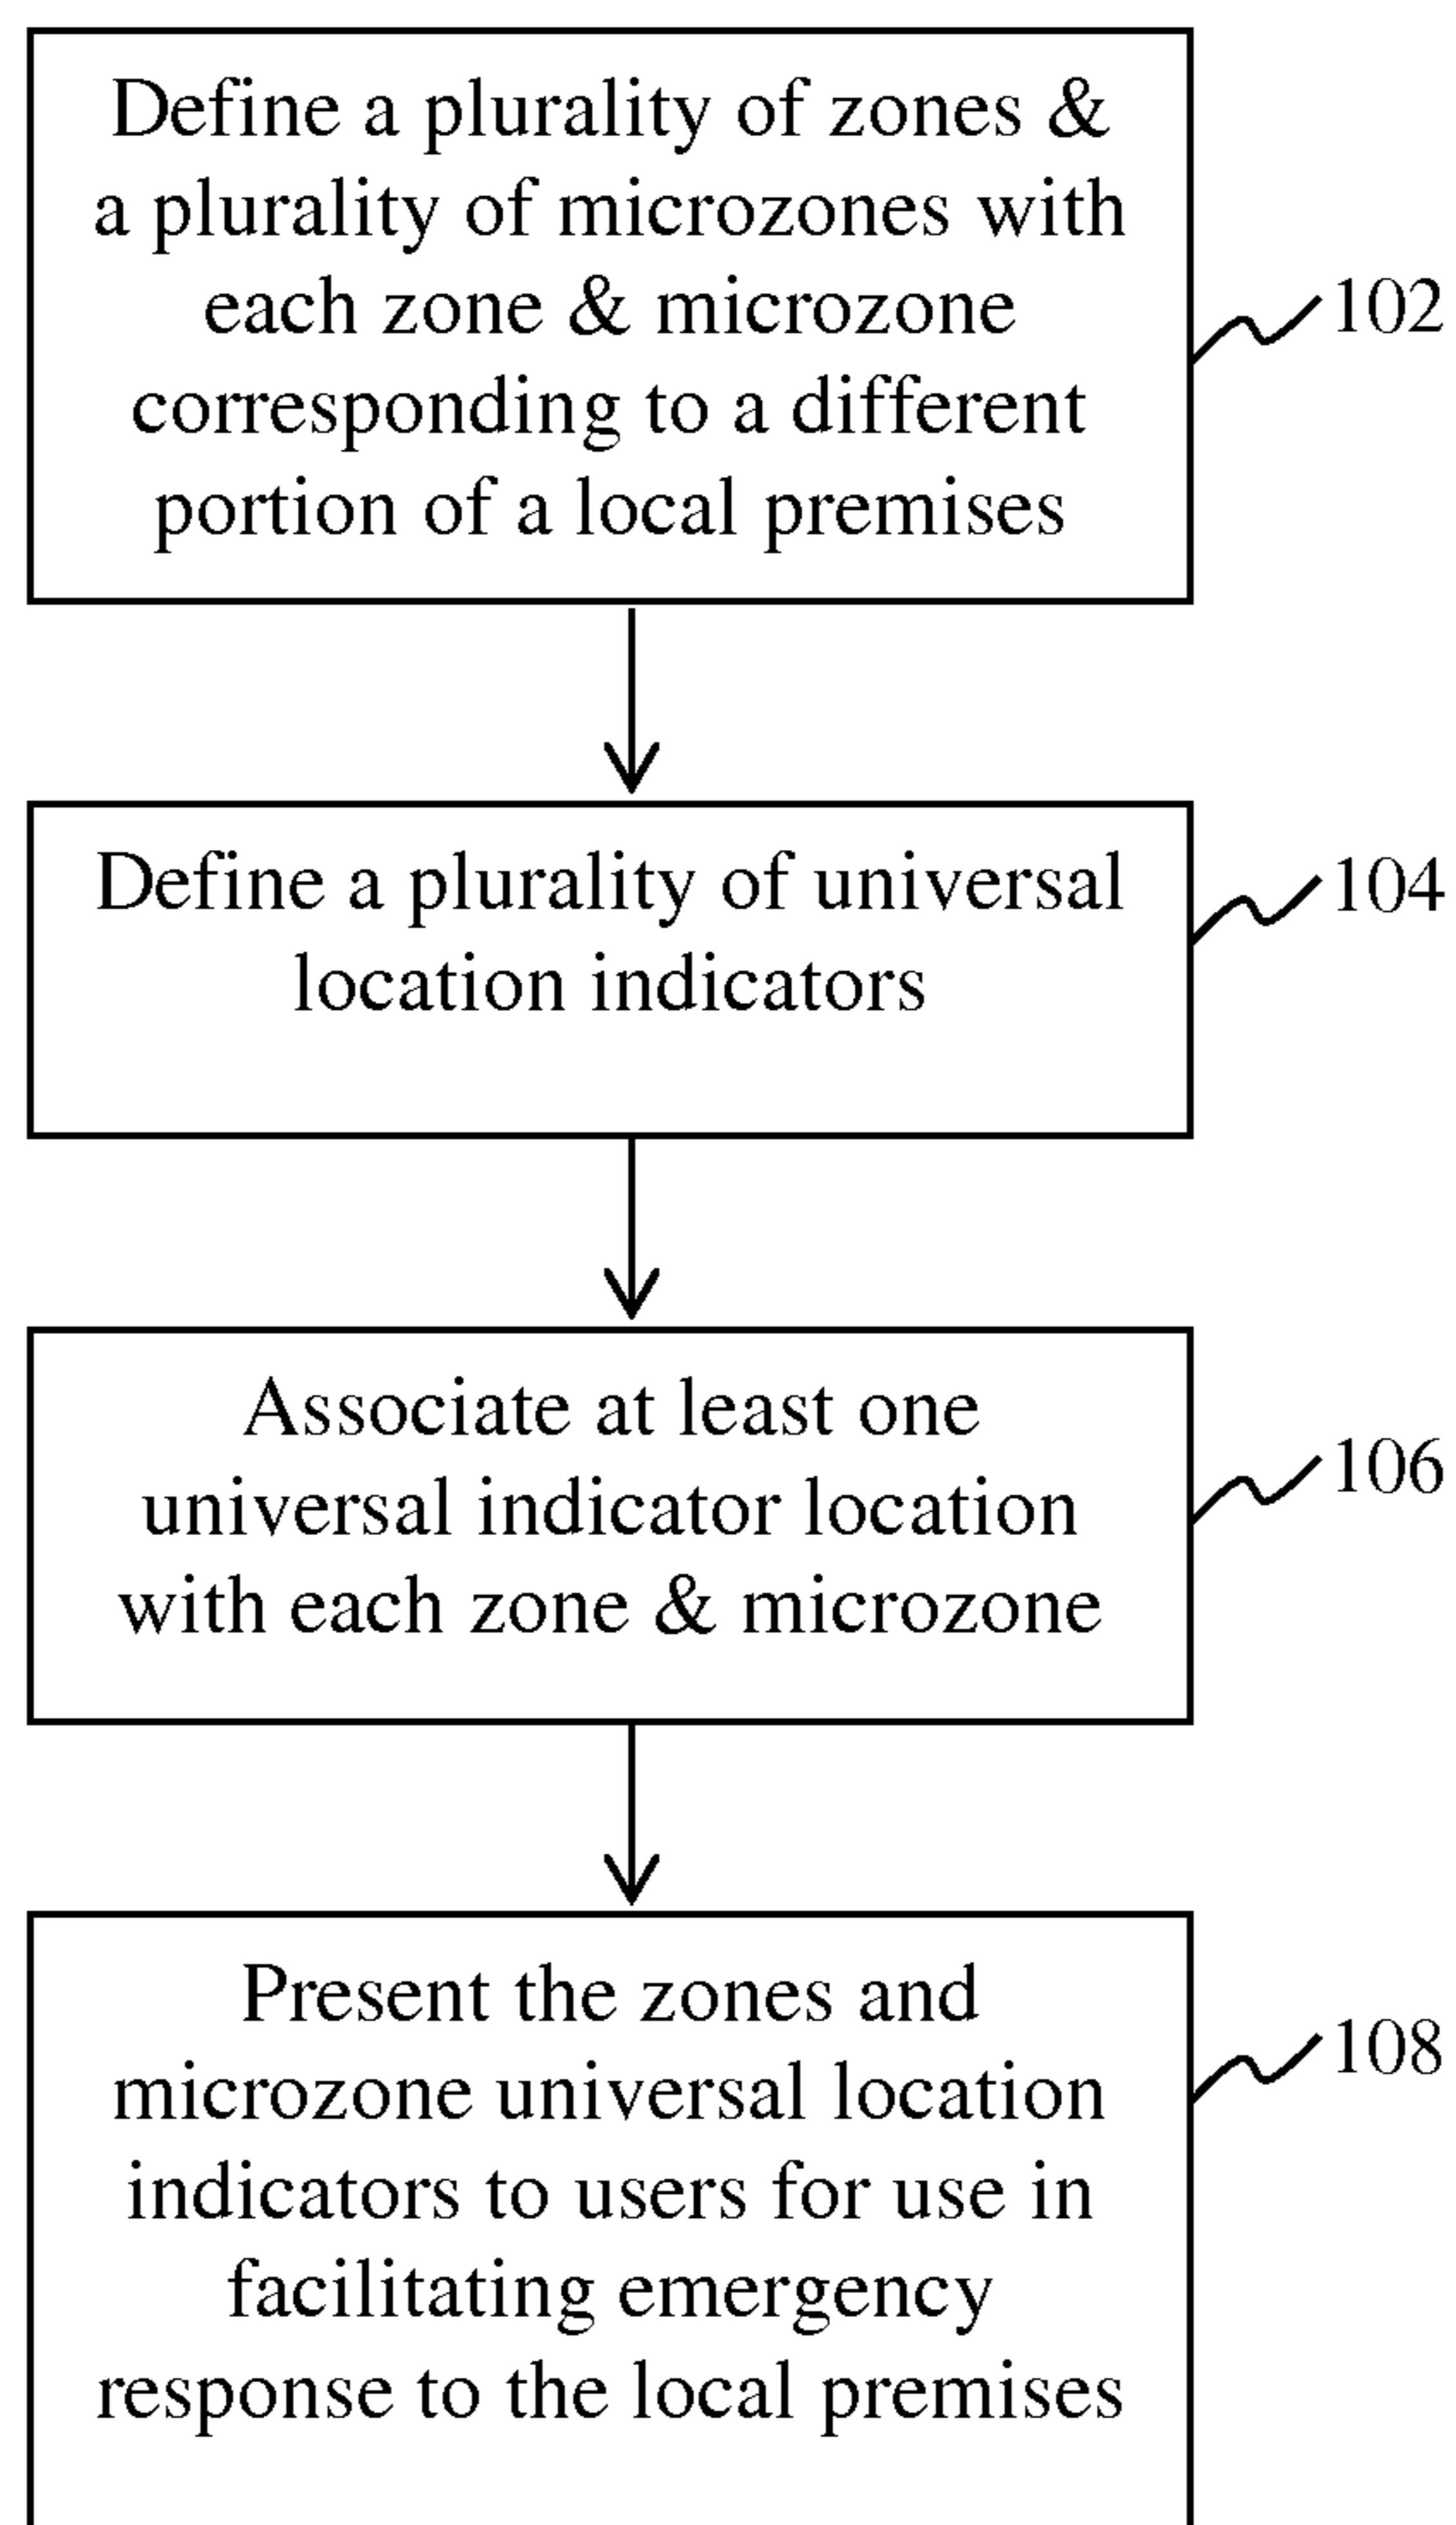 Define a plurality of zones &
a plurality of microzones with
each zone & microzone
corresponding to a different
portion of a local premises
102
Define a plurality of universal
location indicators
104
Associate at least one
universal indicator location
with each zone & microzone
106
Present the zones and
microzone universal location
indicators to users for use in
facilitating emergency
response to the local premises
108